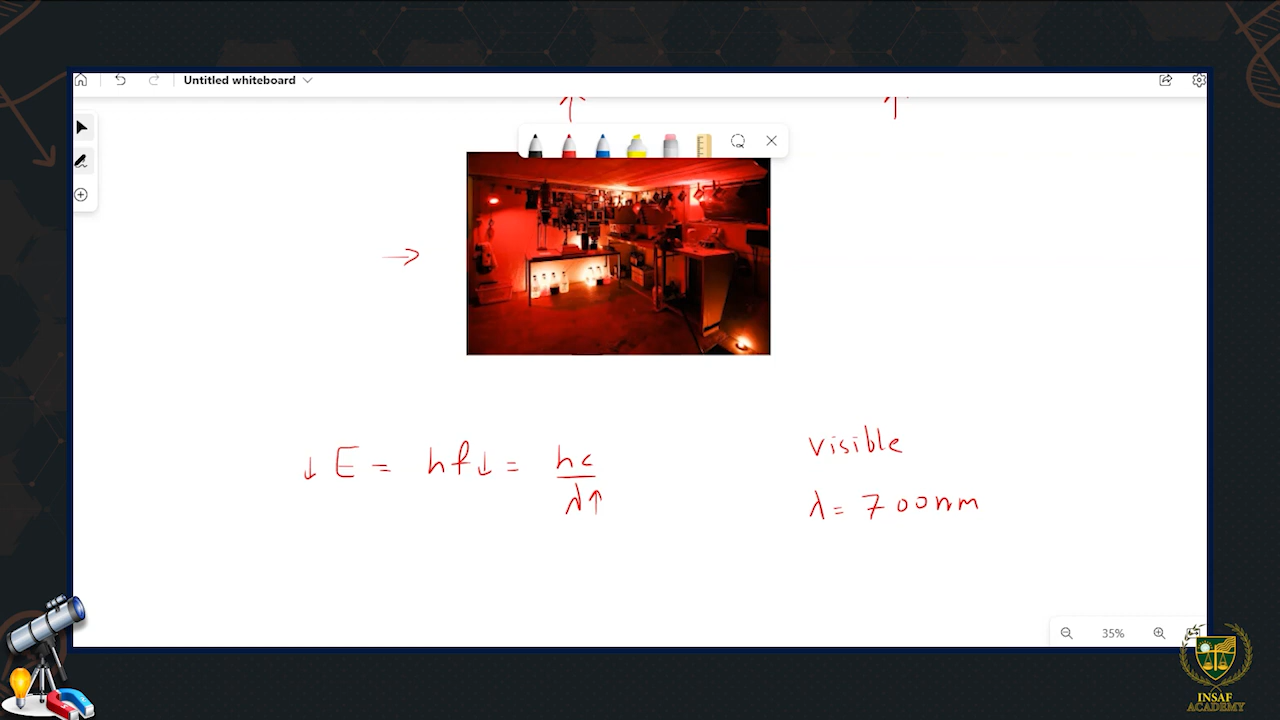 Untitled whiteboard
↓ E = hf↓ = hc/λ↑
visible
λ = 700nm
35%
INSAF
ACADEMY